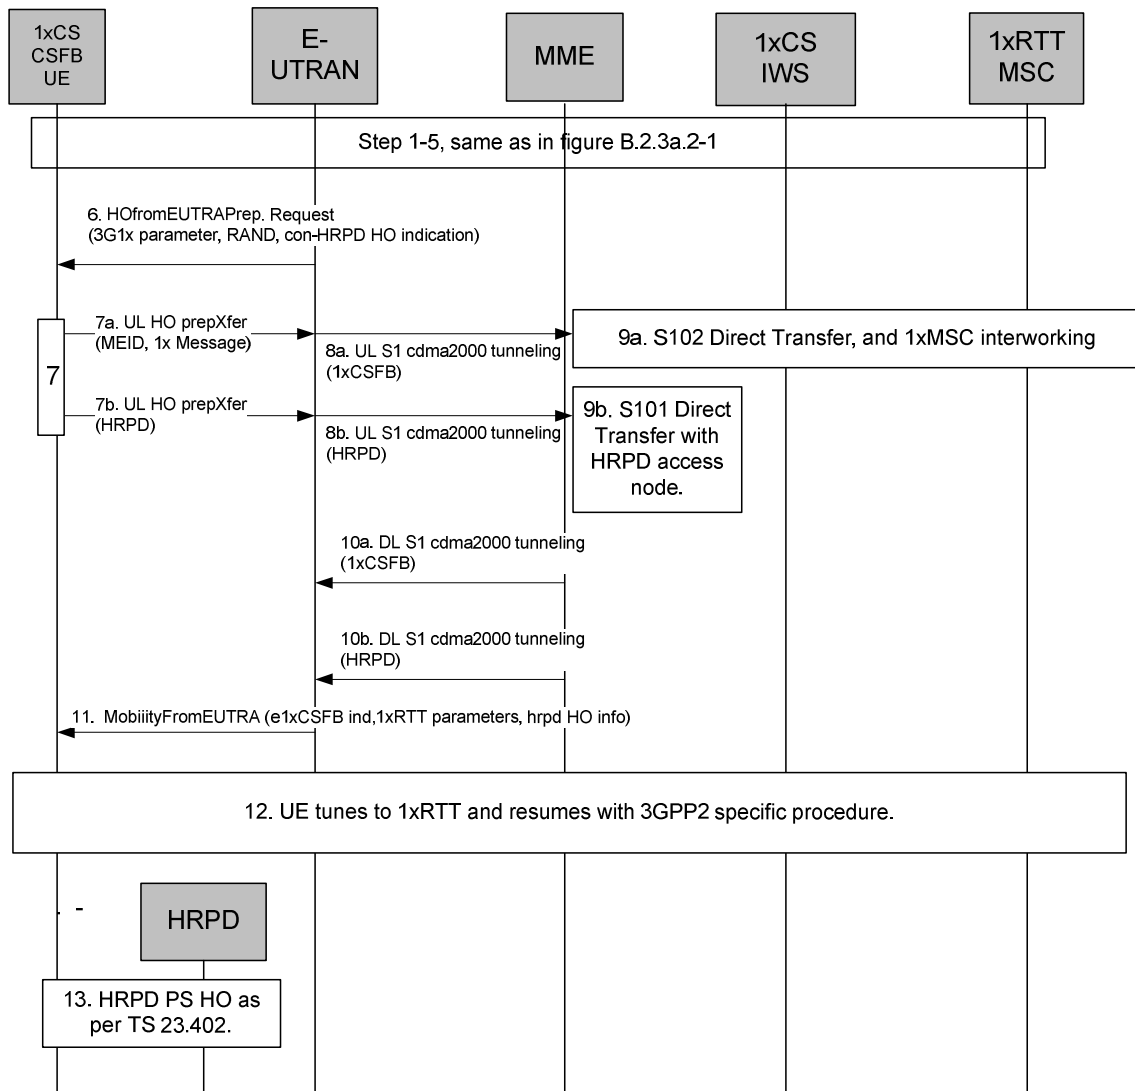 1xCS
CSFB
UE
E-
UTRAN
MME
1xCS
IWS
1xRTT
MSC
Step 1-5, same as in figure B.2.3a.2-1
6. HOfromEUTRAPrep. Request
(3G1x parameter, RAND, con-HRPD HO indication)
7
7a. UL HO prepXfer
(MEID, 1x Message)
8a. UL S1 cdma2000 tunneling
(1xCSFB)
9a. S102 Direct Transfer, and 1xMSC interworking
7b. UL HO prepXfer
(HRPD)
8b. UL S1 cdma2000 tunneling
(HRPD)
9b. S101 Direct
Transfer with
HRPD access
node.
10a. DL S1 cdma2000 tunneling
(1xCSFB)
10b. DL S1 cdma2000 tunneling
(HRPD)
11. MobiiityFromEUTRA (e1xCSFB ind,1xRTT parameters, hrpd HO info)
12. UE tunes to 1xRTT and resumes with 3GPP2 specific procedure.
. -
HRPD
13. HRPD PS HO as
per TS 23.402.